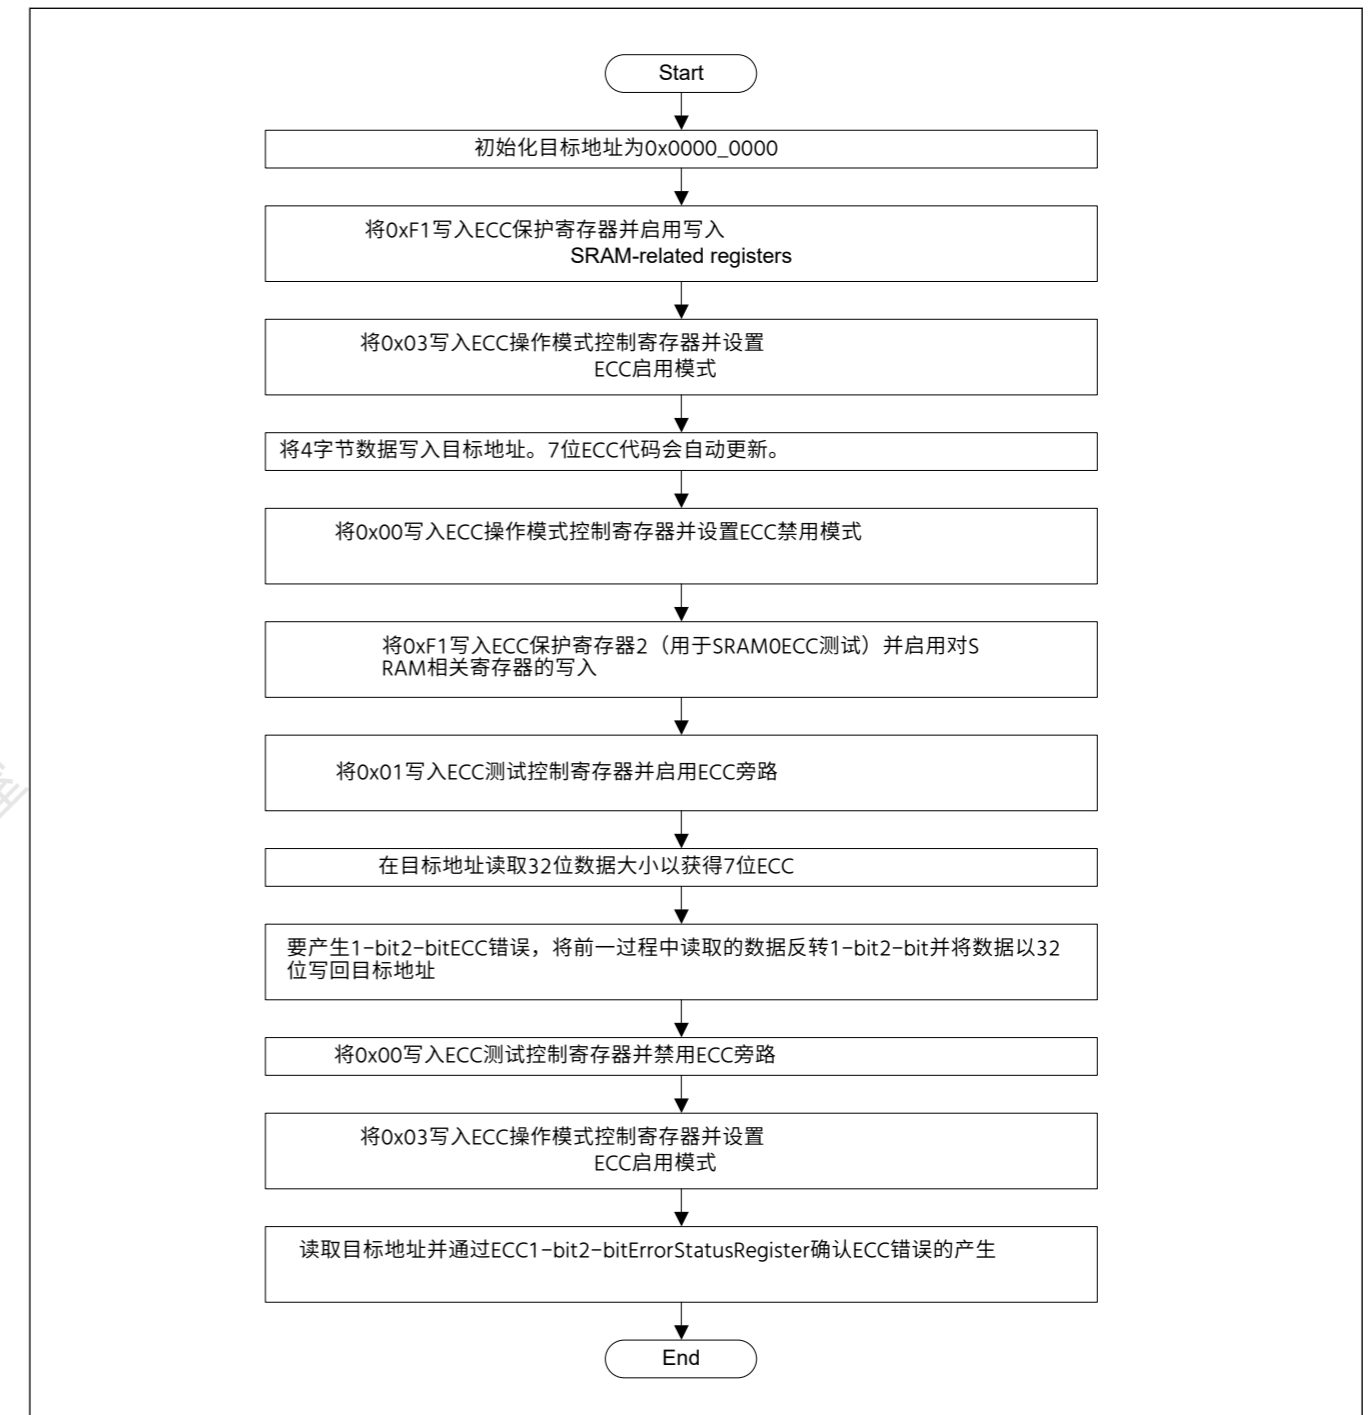 Start
初始化目标地址为0x0000_0000
将0xF1写入ECC保护寄存器并启用写入
SRAM-related registers
将0x03写入ECC操作模式控制寄存器并设置
ECC启用模式
将4字节数据写入目标地址。7位ECC代码会自动更新。
将0x00写入ECC操作模式控制寄存器并设置ECC禁用模式
将0xF1写入ECC保护寄存器2（用于SRAM0ECC测试）并启用对S
RAM相关寄存器的写入
将0x01写入ECC测试控制寄存器并启用ECC旁路
在目标地址读取32位数据大小以获得7位ECC
要产生1-bit2-bitECC错误，将前一过程中读取的数据反转1-bit2-bit并将数据以32
位写回目标地址
将0x00写入ECC测试控制寄存器并禁用ECC旁路
将0x03写入ECC操作模式控制寄存器并设置
ECC启用模式
读取目标地址并通过ECC1-bit2-bitErrorStatusRegister确认ECC错误的产生
End